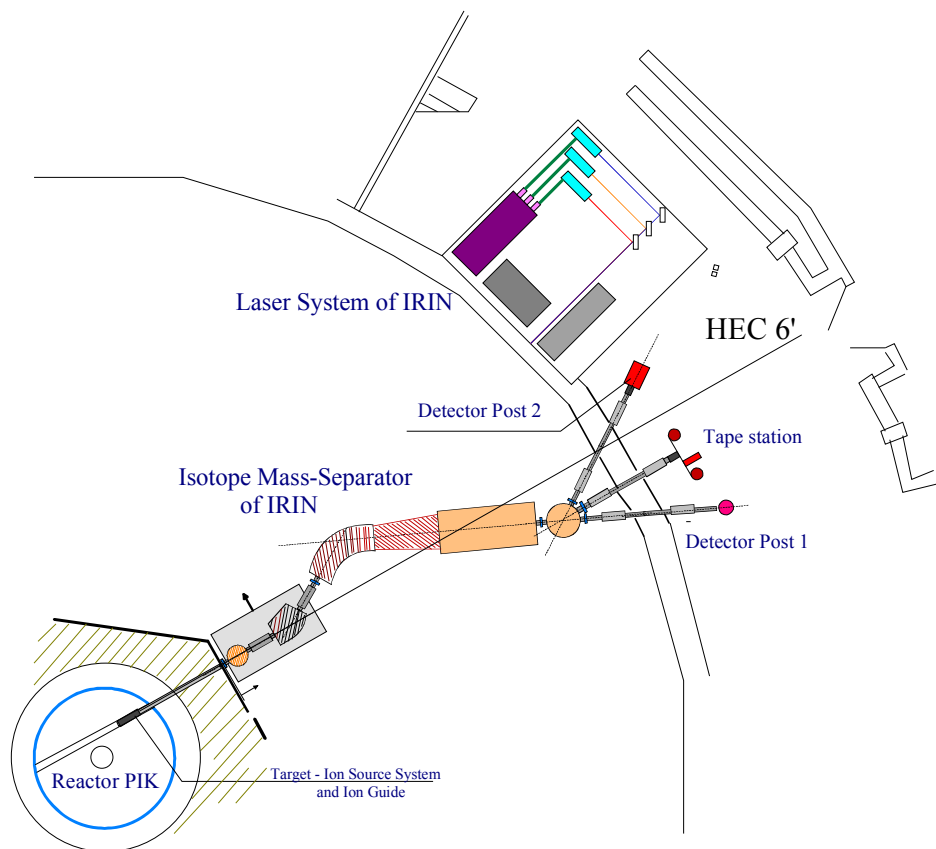 Laser System of IRIN
HEC 6'
Detector Post 2
Tape station
Isotope Mass-Separator
of IRIN
Detector Post 1
Reactor PIK
Target - Ion Source System
and Ion Guide